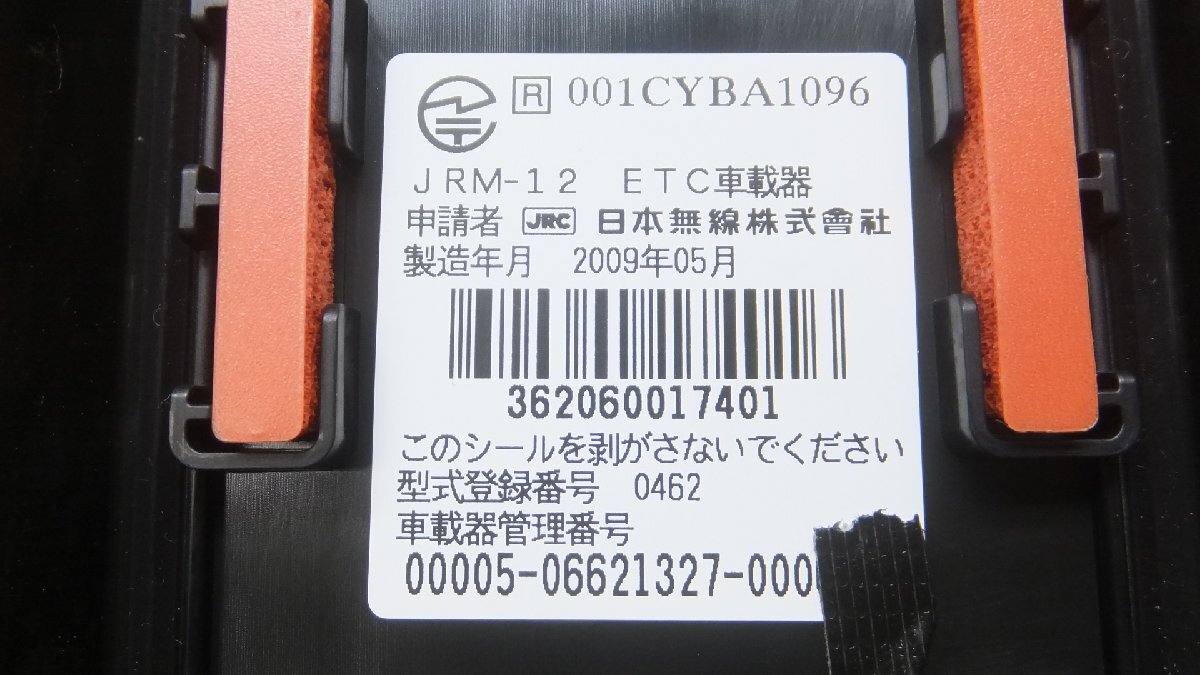 R 001CYBA1096
JRM-12 ETC車載器
申請者 JRC 日本無線株式會社
製造年月 2009年05月
362060017401
このシールを剥がさないでください
型式登録番号 0462
車載器管理番号
00005-06621327-000